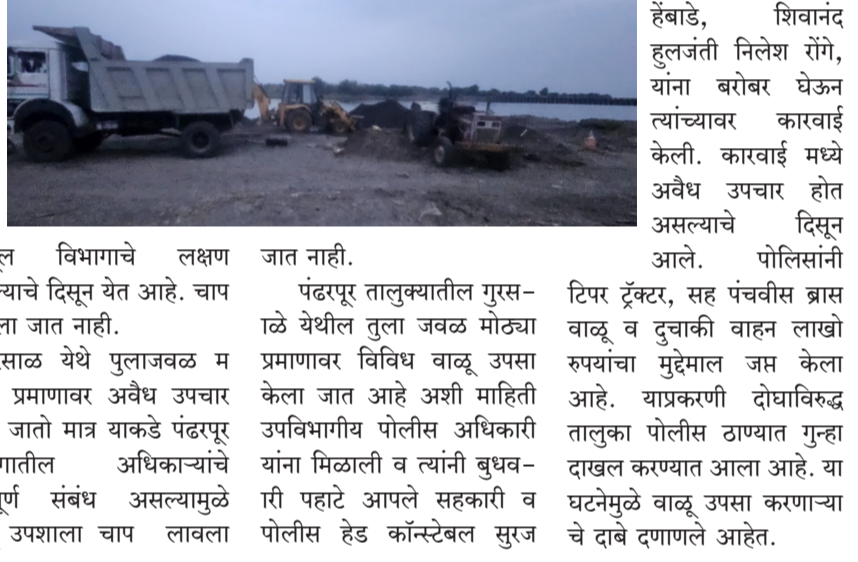 विभागाचे लक्षण
दिसून येत आहे. चाप
जात नाही.
येथे पुलाजवळ म
प्रमाणावर अवैध उपचार
जातो मात्र याकडे पंढरपूर
अधिकाऱ्यांचे
संबंध असल्यामुळे
उपशाला चाप लावला
जात नाही.
पंढरपूर तालुक्यातील गुरस-
ाळे येथील तुला जवळ मोठ्या
प्रमाणावर विविध वाळू उपसा
केला जात आहे अशी माहिती
उपविभागीय पोलीस अधिकारी
यांना मिळाली व त्यांनी बुधव-
ारी पहाटे आपले सहकारी व
पोलीस हेड कॉन्स्टेबल सुरज
हेंबाडे, शिवानंद
हुलजंती निलेश रोंगे,
यांना बरोबर घेऊन
त्यांच्यावर कारवाई
केली. कारवाई मध्ये
अवैध उपचार होत
असल्याचे दिसून
आले. पोलिसांनी
टिपर ट्रॅक्टर, सह पंचवीस ब्रास
वाळू व दुचाकी वाहन लाखो
रुपयांचा मुद्देमाल जप्त केला
आहे. याप्रकरणी दोघाविरुद्ध
तालुका पोलीस ठाण्यात गुन्हा
दाखल करण्यात आला आहे. या
घटनेमुळे वाळू उपसा करणाऱ्या
चे दाबे दणाणले आहेत.